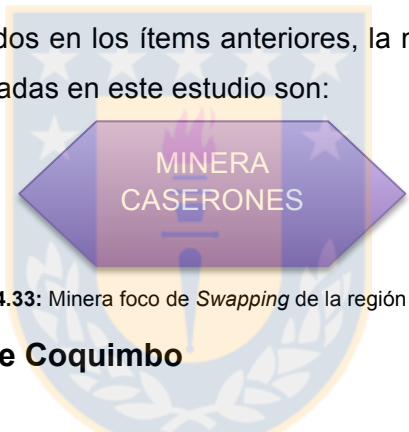 dos en los ítems anteriores, la
adas en este estudio son:
MINERA
CASERONES
4.33: Minera foco de Swapping de la región
e Coquimbo